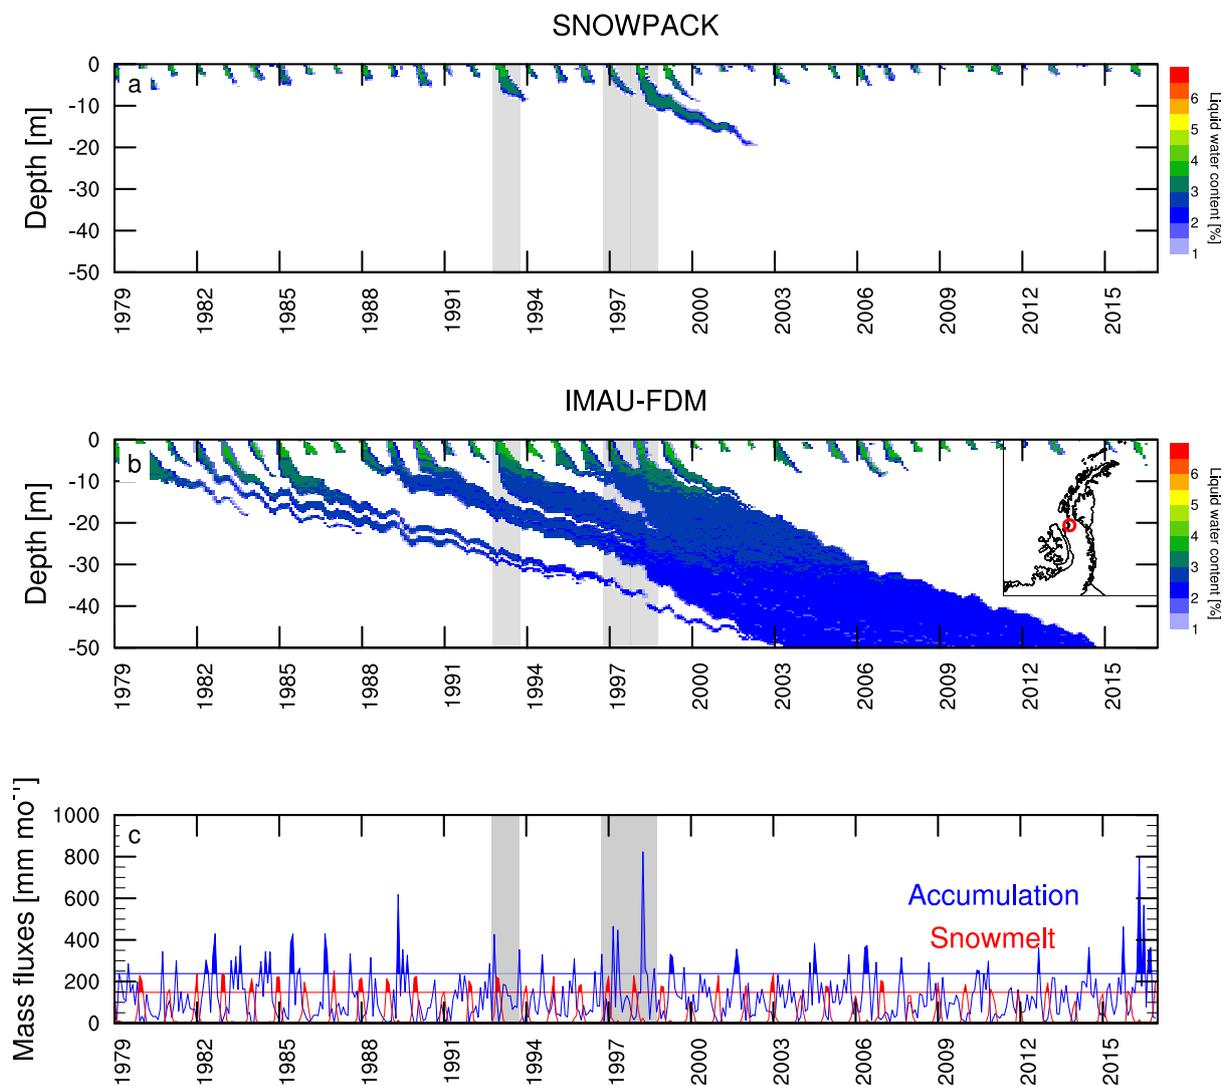 SNOWPACK
a
Depth [m]
0
-10
-20
-30
-40
-50
1979 1982 1985 1988 1991 1994 1997 2000 2003 2006 2009 2012 2015
6
5
4
3
2
1
Liquid water content [%]
IMAU-FDM
b
Depth [m]
0
-10
-20
-30
-40
-50
1979 1982 1985 1988 1991 1994 1997 2000 2003 2006 2009 2012 2015
6
5
4
3
2
1
Liquid water content [%]
c
Mass fluxes [mm mo⁻¹]
1000
800
600
400
200
0
Accumulation
Snowmelt
1979 1982 1985 1988 1991 1994 1997 2000 2003 2006 2009 2012 2015